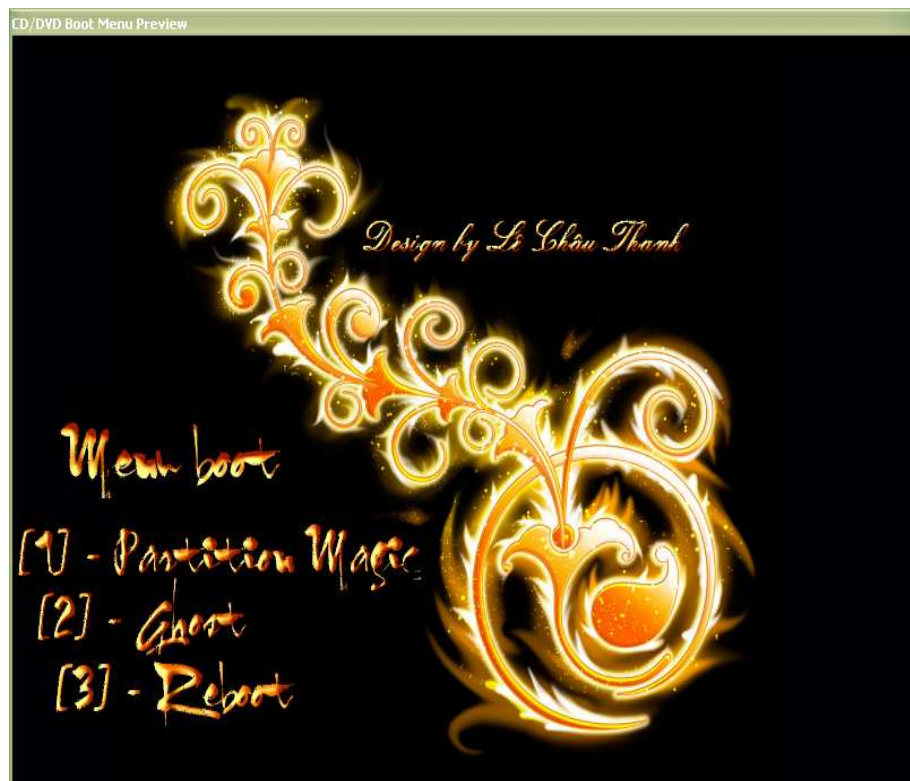 CD/DVD Boot Menu Preview
Design by Lê Châu Thanh
Menu boot
[1] - Partition Magic
[2] - Ghost
[3] - Reboot